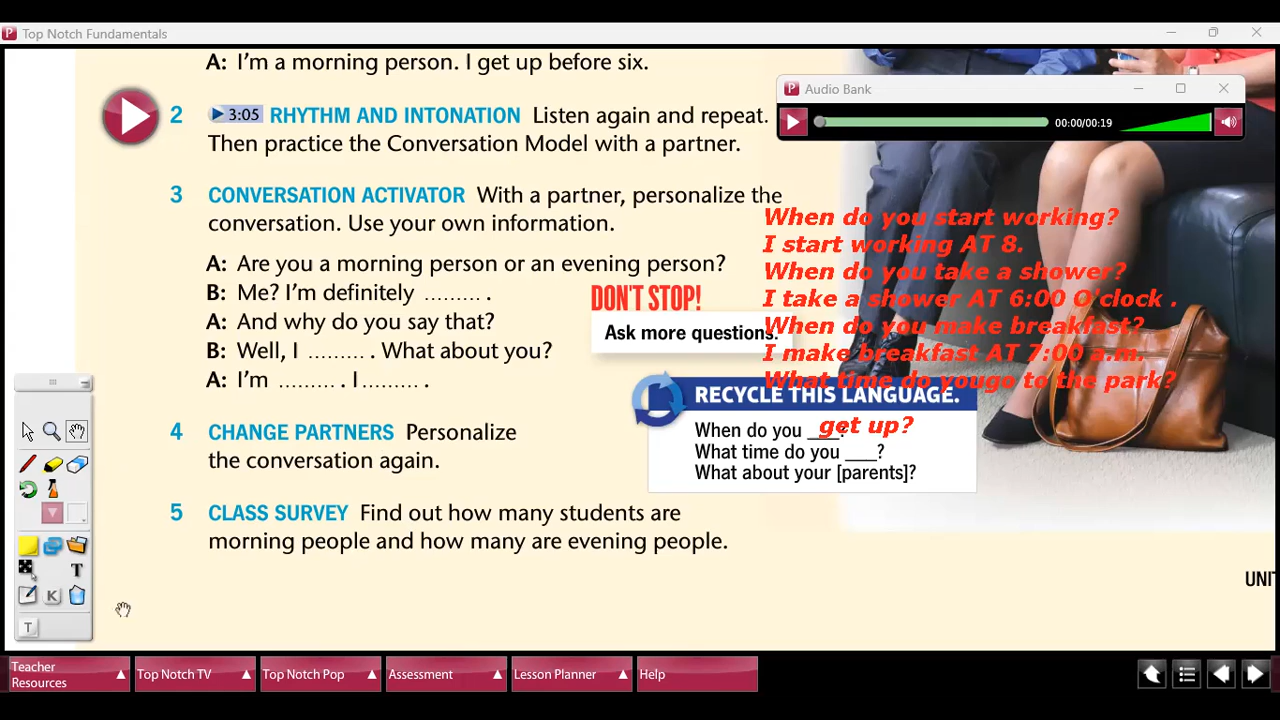 Top Notch Fundamentals
A: I'm a morning person. I get up before six.
Audio Bank
00:00/00:19
2 3:05 RHYTHM AND INTONATION Listen again and repeat.
Then practice the Conversation Model with a partner.
3 CONVERSATION ACTIVATOR With a partner, personalize the
conversation. Use your own information.
A: Are you a morning person or an evening person?
B: Me? I'm definitely ......... .
A: And why do you say that?
B: Well, I ......... . What about you?
A: I'm ......... . I ......... .
DON'T STOP!
Ask more questions.
When do you start working?
I start working AT 8.
When do you take a shower?
I take a shower AT 6:00 O'clock .
When do you make breakfast?
I make breakfast AT 7:00 a.m.
What time do yougo to the park?
get up?
RECYCLE THIS LANGUAGE.
When do you ___?
What time do you ___?
What about your [parents]?
4 CHANGE PARTNERS Personalize
the conversation again.
5 CLASS SURVEY Find out how many students are
morning people and how many are evening people.
UNIT
T
K
T
Teacher
Resources
Top Notch TV
Top Notch Pop
Assessment
Lesson Planner
Help